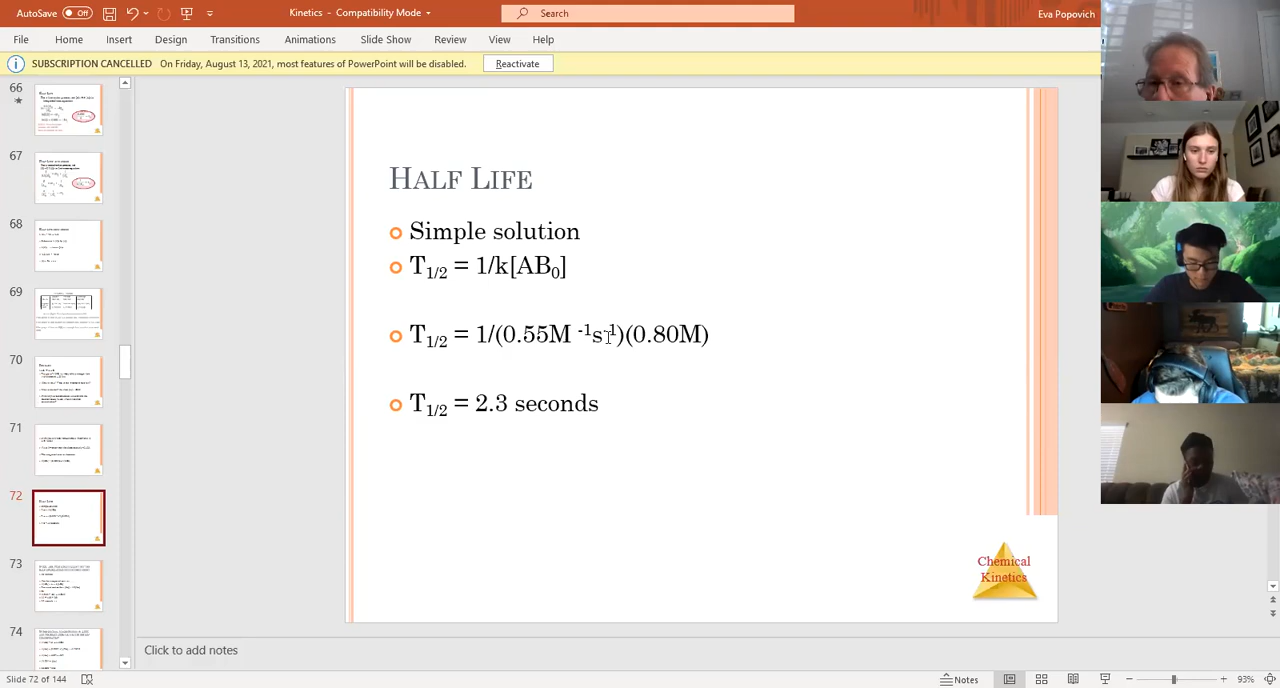 AutoSave Off
Kinetics - Compatibility Mode
Search
Eva Popovich
File Home Insert Design Transitions Animations Slide Show Review View Help
SUBSCRIPTION CANCELLED On Friday, August 13, 2021, most features of PowerPoint will be disabled. Reactivate
66
67
68
69
70
71
72
73
74
HALF LIFE
Simple solution
T1/2 = 1/k[AB0]
T1/2 = 1/(0.55M -1s-1)(0.80M)
T1/2 = 2.3 seconds
Chemical
Kinetics
Click to add notes
Slide 72 of 144
Notes
93%